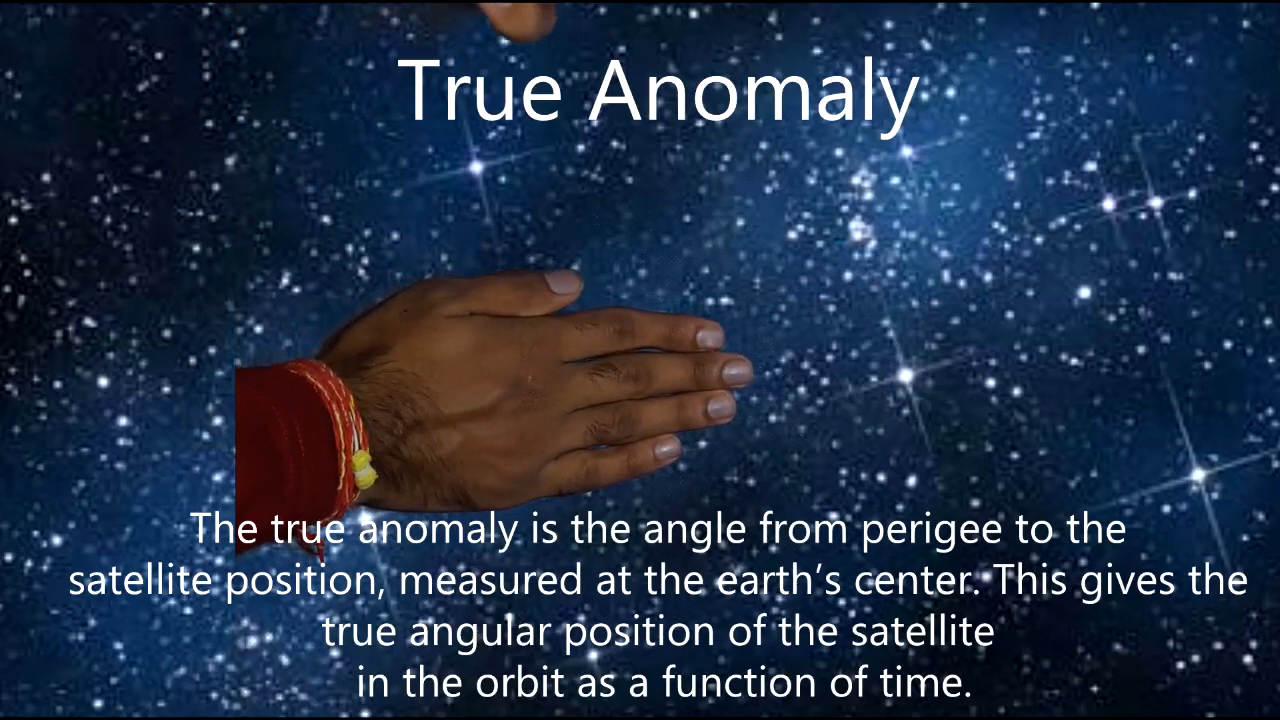 True Anomaly
The true anomaly is the angle from perigee to the
satellite position, measured at the earth’s center. This gives the
true angular position of the satellite
in the orbit as a function of time.